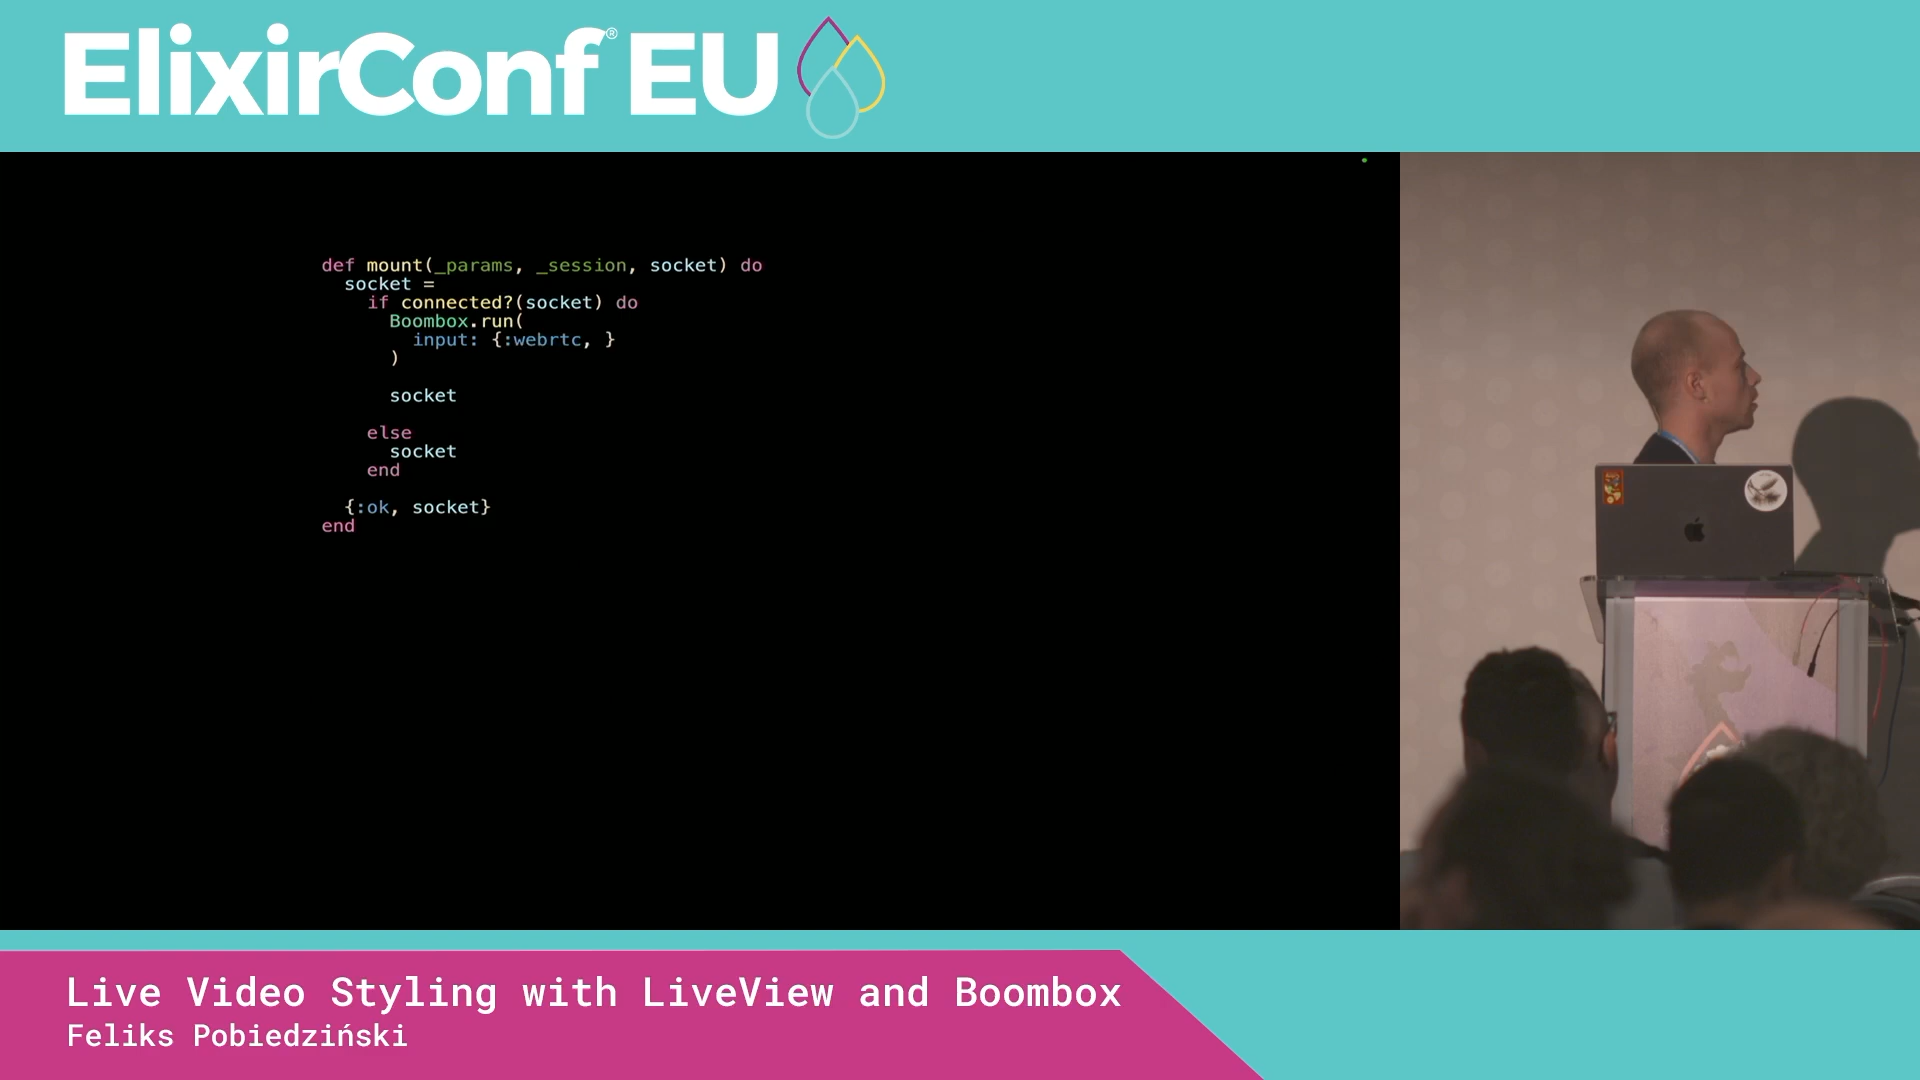 ElixirConf® EU
def mount(_params, _session, socket) do
  socket =
    if connected?(socket) do
      Boombox.run(
        input: {:webrtc, }
      )
      socket
    else
      socket
    end
  {:ok, socket}
end
Live Video Styling with LiveView and Boombox
Feliks Pobiedziński